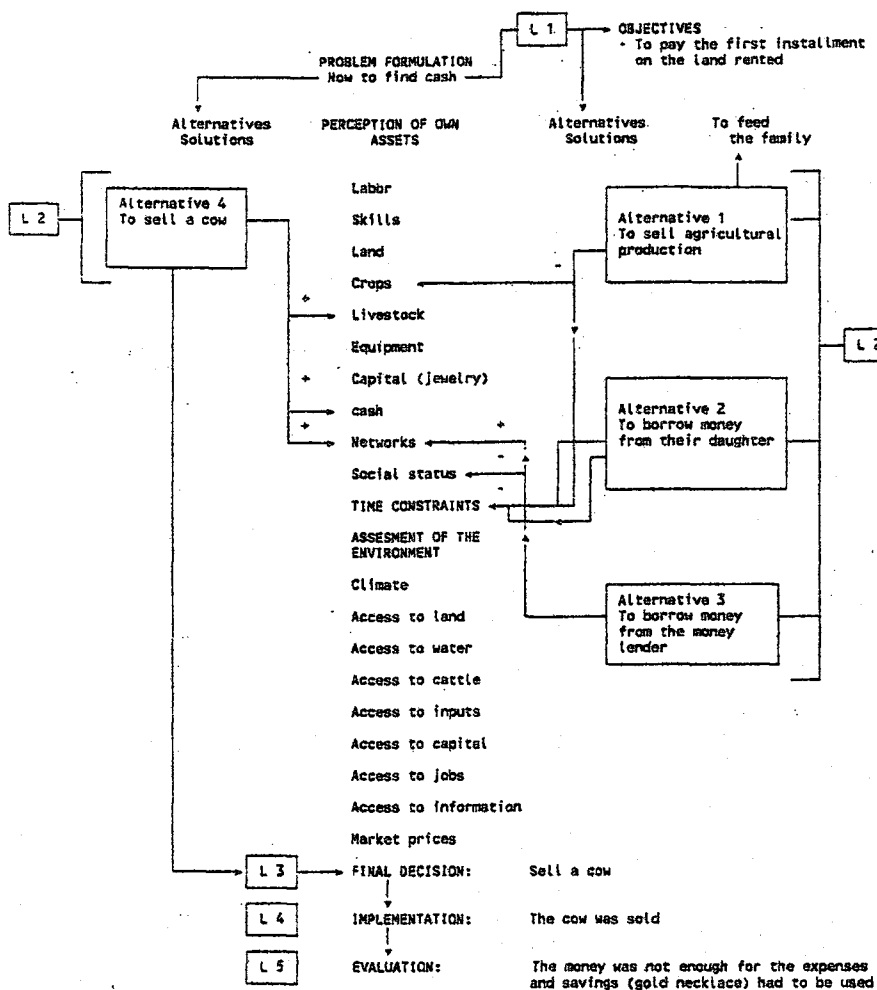 L 1
OBJECTIVES
- To pay the first installment
on the land rented
PROBLEM FORMULATION
How to find cash
Alternatives
Solutions
PERCEPTION OF OWN
ASSETS
Alternatives
Solutions
To feed
the family
L 2
Alternative 4
To sell a cow
Labbr
Skills
Land
Crops
Livestock
Equipment
Capital (jewelry)
cash
Networks
Social status
TIME CONSTRAINTS
ASSESMENT OF THE
ENVIRONMENT
Climate
Access to land
Access to water
Access to cattle
Access to inputs
Access to capital
Access to jobs
Access to information
Market prices
+
+
+
-
+
-
-
Alternative 1
To sell agricultural
production
Alternative 2
To borrow money
from their daughter
Alternative 3
To borrow money
from the money
lender
L 2
L 3
FINAL DECISION:
Sell a cow
L 4
IMPLEMENTATION:
The cow was sold
L 5
EVALUATION:
The money was not enough for the expenses
and savings (gold necklace) had to be used